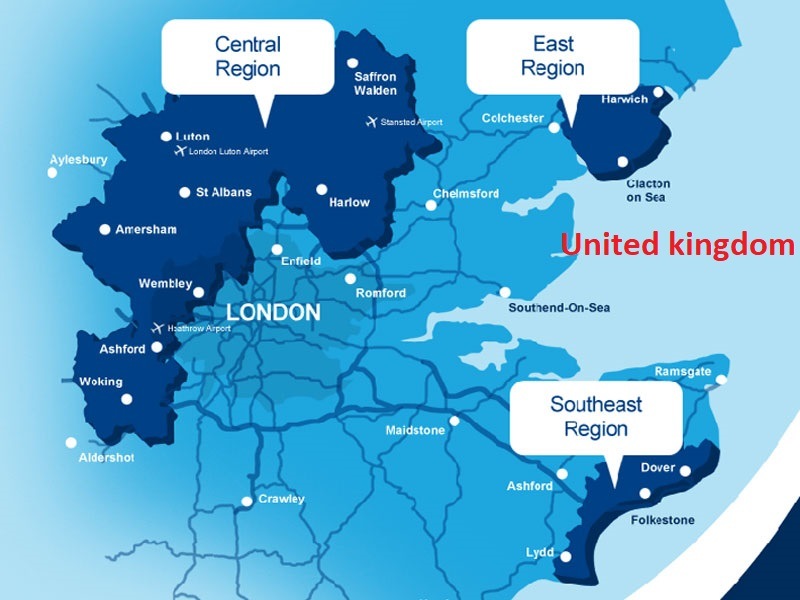 Central
Region
East
Region
Saffron
Walden
Harwich
Stansted Airport
Colchester
Luton
London Luton Airport
Aylesbury
St Albans
Harlow
Chelmsford
Clacton
on Sea
Amersham
United kingdom
Enfield
Wembley
Romford
LONDON
Southend-On-Sea
Heathrow Airport
Ashford
Woking
Ramsgate
Southeast
Region
Maidstone
Aldershot
Dover
Ashford
Crawley
Folkestone
Lydd